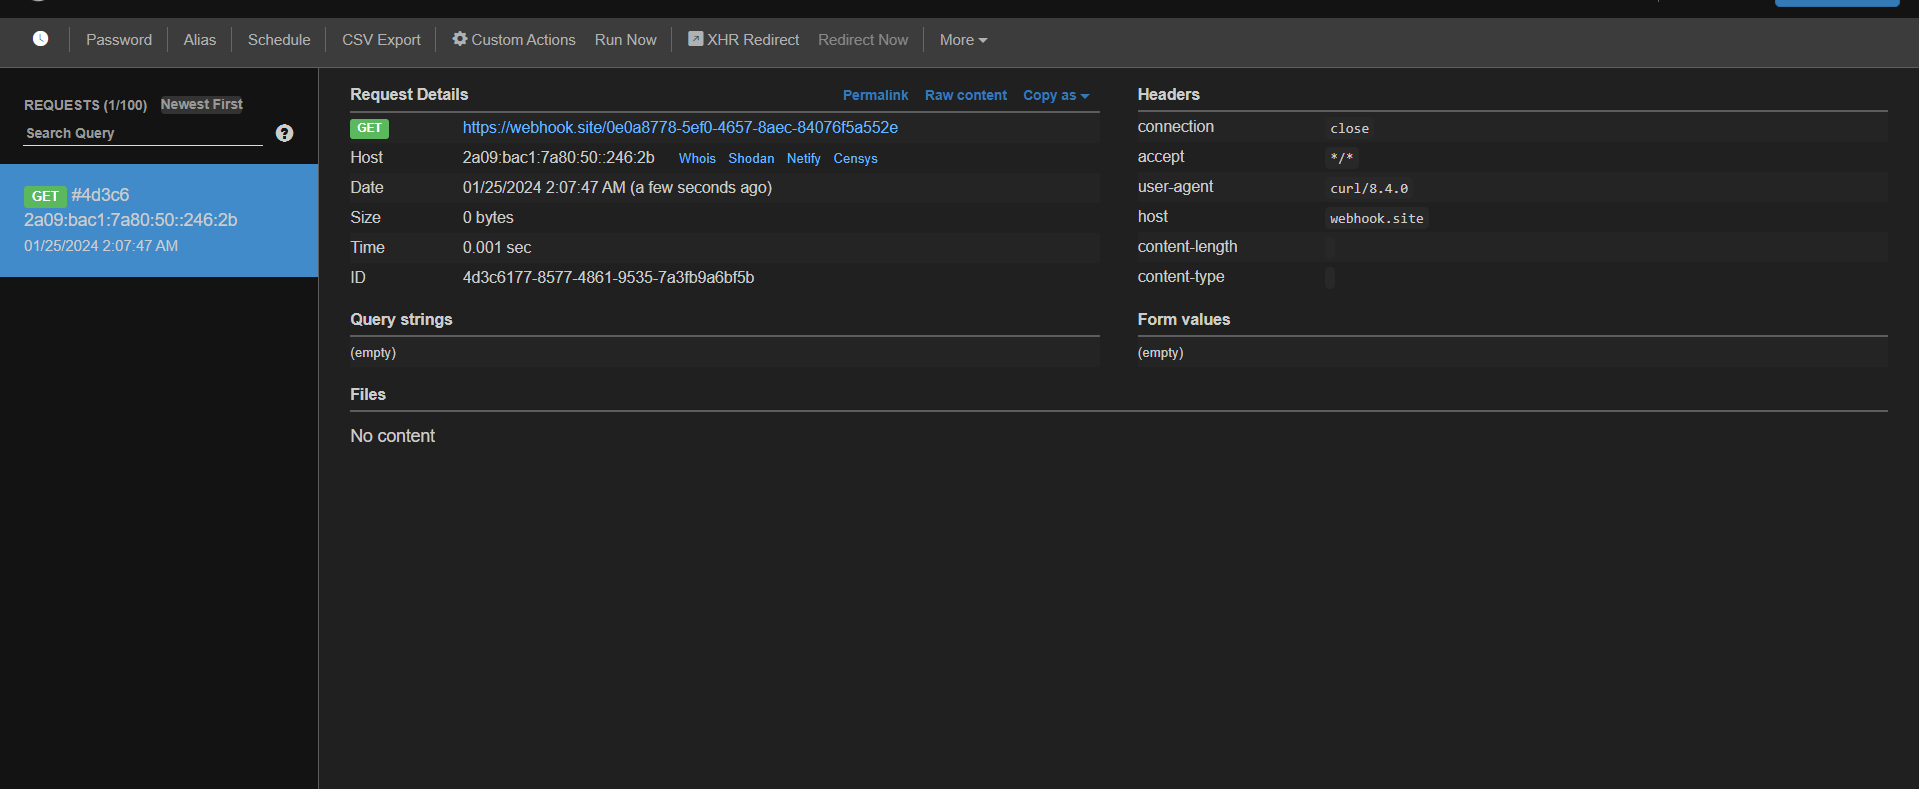 Password Alias Schedule CSV Export Custom Actions Run Now XHR Redirect Redirect Now More
REQUESTS (1/100) Newest First
Search Query
?
GET #4d3c6
2a09:bac1:7a80:50::246:2b
01/25/2024 2:07:47 AM
Request Details Permalink Raw content Copy as
GET https://webhook.site/0e0a8778-5ef0-4657-8aec-84076f5a552e
Host 2a09:bac1:7a80:50::246:2b Whois Shodan Netify Censys
Date 01/25/2024 2:07:47 AM (a few seconds ago)
Size 0 bytes
Time 0.001 sec
ID 4d3c6177-8577-4861-9535-7a3fb9a6bf5b
Headers
connection close
accept */*
user-agent curl/8.4.0
host webhook.site
content-length
content-type
Query strings
(empty)
Form values
(empty)
Files
No content